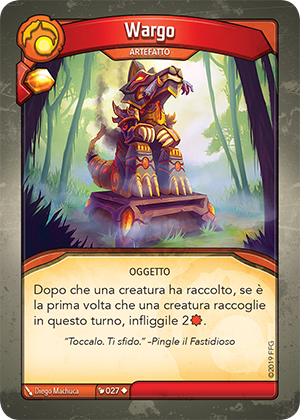 Wargo
ARTEFATTO
OGGETTO
Dopo che una creatura ha raccolto, se è
la prima volta che una creatura raccoglie
in questo turno, infliggile 2.
“Toccalo. Ti sfido.” –Pingle il Fastidioso
Diego Machuca
027
©2019 FFG